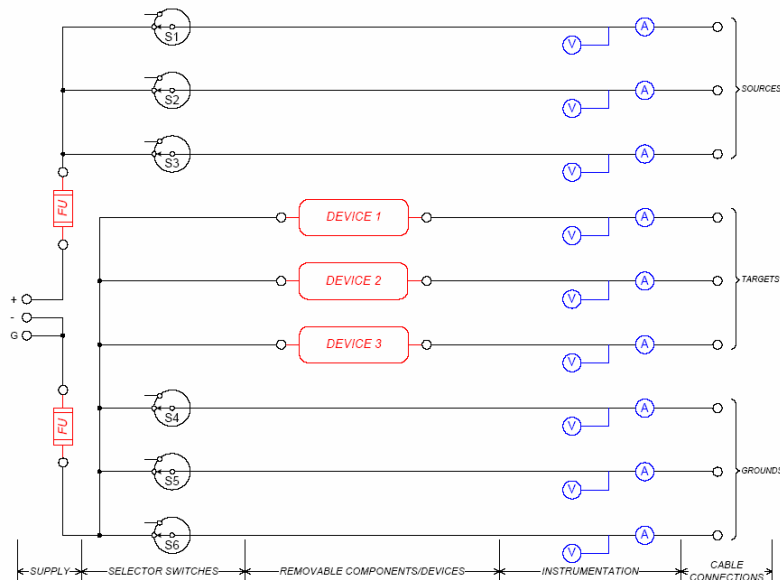 S1
V
A
S2
V
A
SOURCES
S3
V
A
FU
DEVICE 1
V
A
DEVICE 2
V
A
TARGETS
+
-
G
DEVICE 3
V
A
FU
S4
V
A
S5
V
A
GROUNDS
S6
V
A
SUPPLY
SELECTOR SWITCHES
REMOVABLE COMPONENTS/DEVICES
INSTRUMENTATION
CABLE
CONNECTIONS